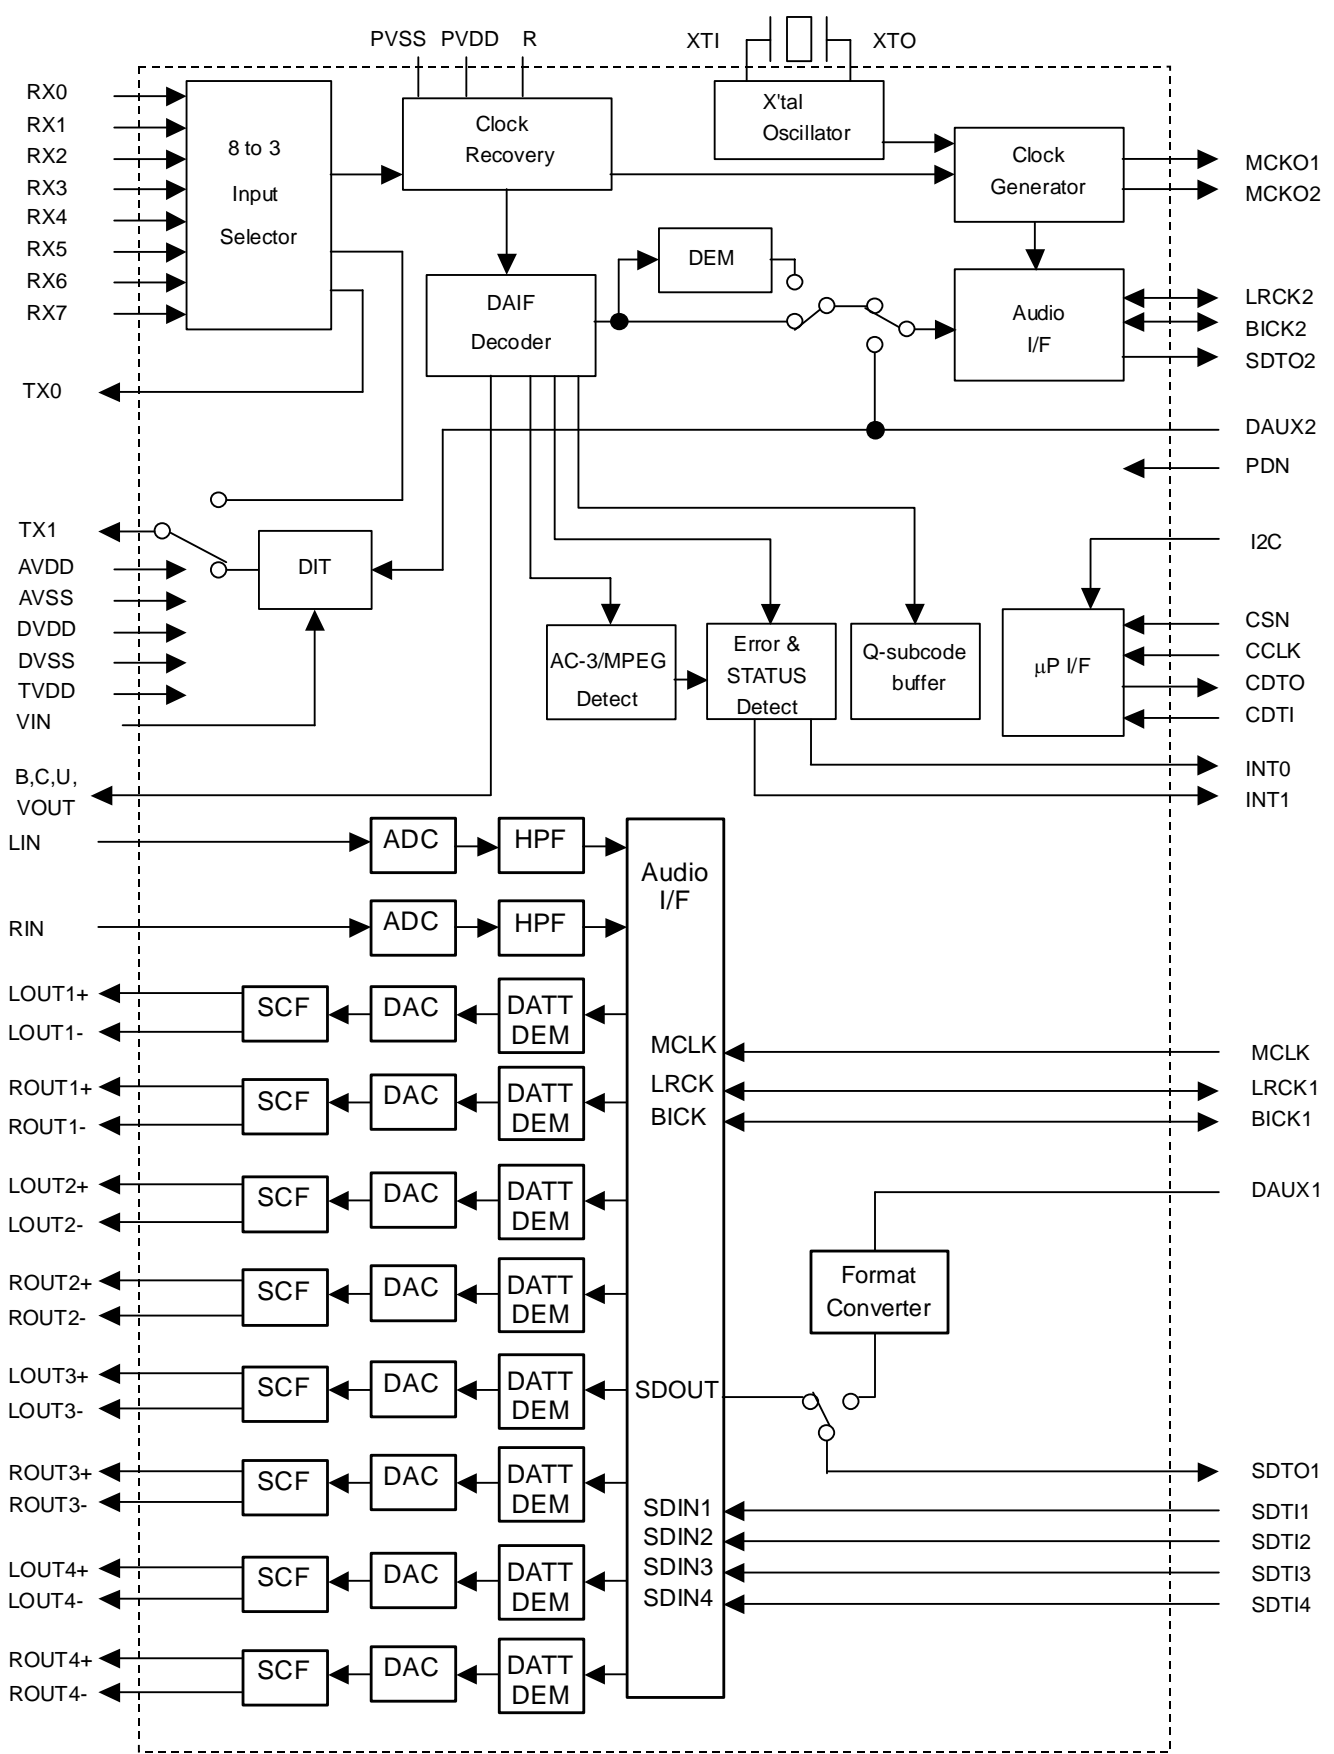 PVSS PVDD R
XTI XTO
RX0
RX1
RX2
RX3
RX4
RX5
RX6
RX7
8 to 3
Input
Selector
Clock
Recovery
X'tal
Oscillator
Clock
Generator
MCKO1
MCKO2
DEM
DAIF
Decoder
Audio
I/F
LRCK2
BICK2
SDTO2
TX0
DAUX2
PDN
TX1
AVDD
AVSS
DVDD
DVSS
TVDD
VIN
DIT
I2C
AC-3/MPEG
Detect
Error &
STATUS
Detect
Q-subcode
buffer
μP I/F
CSN
CCLK
CDTO
CDTI
INT0
INT1
B,C,U,
VOUT
LIN
ADC
HPF
Audio
I/F
RIN
ADC
HPF
LOUT1+
LOUT1-
SCF
DAC
DATT
DEM
MCLK
MCLK
ROUT1+
ROUT1-
SCF
DAC
DATT
DEM
LRCK
BICK
LRCK1
BICK1
LOUT2+
LOUT2-
SCF
DAC
DATT
DEM
DAUX1
ROUT2+
ROUT2-
SCF
DAC
DATT
DEM
Format
Converter
LOUT3+
LOUT3-
SCF
DAC
DATT
DEM
SDOUT
ROUT3+
ROUT3-
SCF
DAC
DATT
DEM
SDTO1
SDIN1
SDIN2
SDIN3
SDIN4
SDTI1
SDTI2
SDTI3
SDTI4
LOUT4+
LOUT4-
SCF
DAC
DATT
DEM
ROUT4+
ROUT4-
SCF
DAC
DATT
DEM